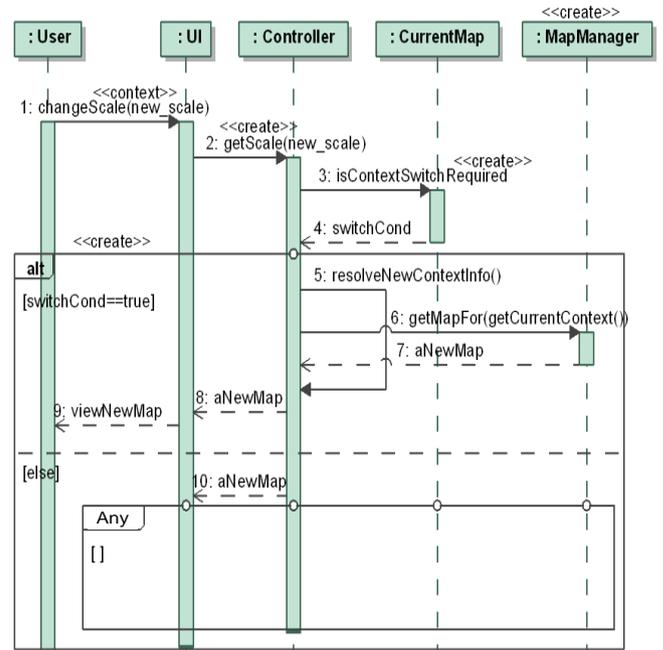 <<create>>
: User
: UI
: Controller
: CurrentMap
: MapManager
<<context>>
1: changeScale(new_scale)
<<create>>
2: getScale(new_scale)
<<create>>
3: isContextSwitchRequired
4: switchCond
<<create>>
alt
5: resolveNewContextInfo()
[switchCond==true]
6: getMapFor(getCurrentContext())
7: aNewMap
8: aNewMap
9: viewNewMap
[else]
10: aNewMap
Any
[ ]